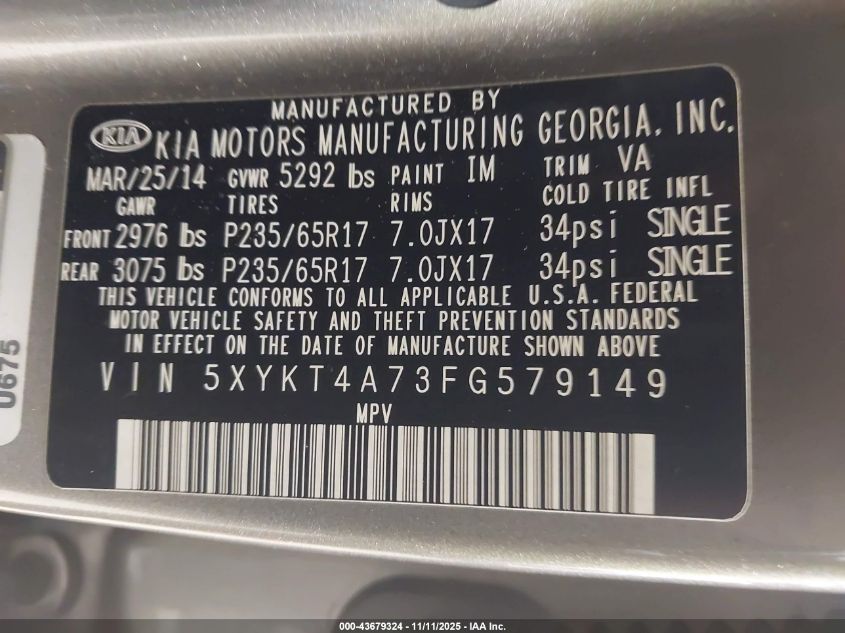 MANUFACTURED BY
KIA KIA MOTORS MANUFACTURING GEORGIA, INC.
MAR/25/14 GVWR 5292 lbs PAINT IM TRIM VA
GAWR TIRES RIMS COLD TIRE INFL
FRONT 2976 lbs P235/65R17 7.0JX17 34psi SINGLE
REAR 3075 lbs P235/65R17 7.0JX17 34psi SINGLE
THIS VEHICLE CONFORMS TO ALL APPLICABLE U.S.A. FEDERAL
MOTOR VEHICLE SAFETY AND THEFT PREVENTION STANDARDS
IN EFFECT ON THE DATE OF MANUFACTURE SHOWN ABOVE
VIN 5XYKT4A73FG579149
MPV
U675
000-43679324 - 11/11/2025 - IAA Inc.